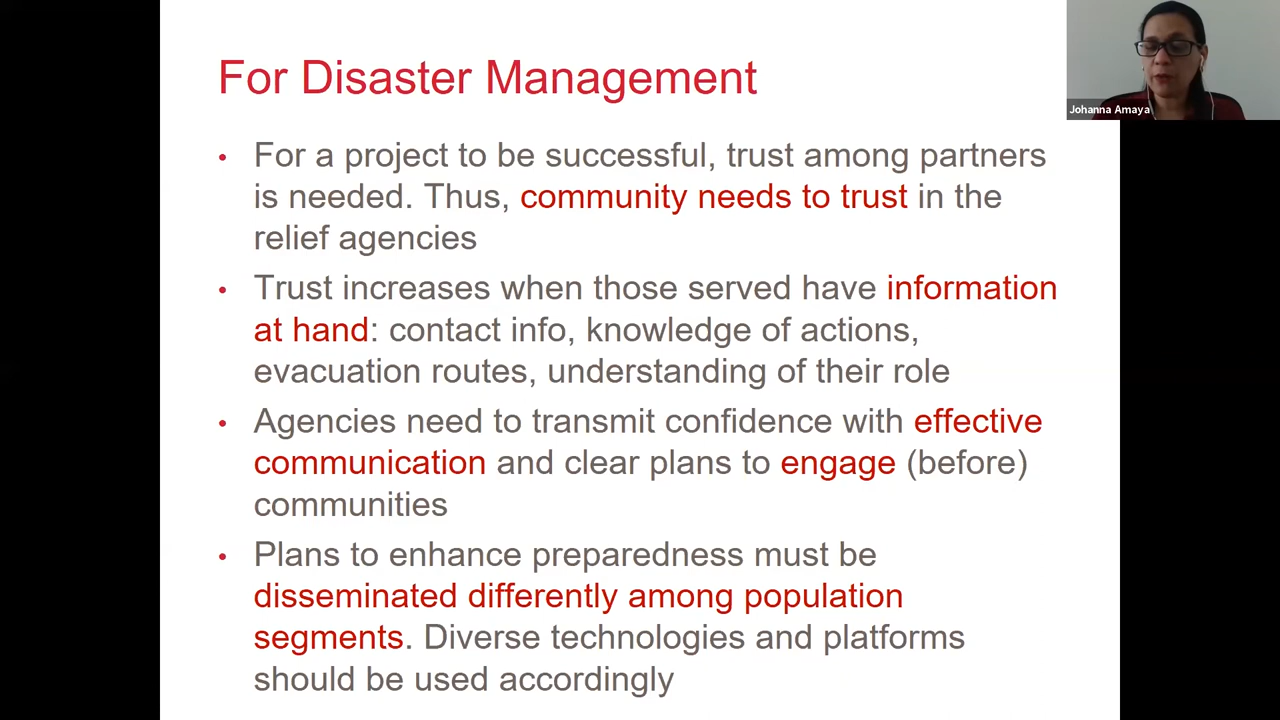 For Disaster Management
• For a project to be successful, trust among partners
is needed. Thus, community needs to trust in the
relief agencies
• Trust increases when those served have information
at hand: contact info, knowledge of actions,
evacuation routes, understanding of their role
• Agencies need to transmit confidence with effective
communication and clear plans to engage (before)
communities
• Plans to enhance preparedness must be
disseminated differently among population
segments. Diverse technologies and platforms
should be used accordingly
Johanna Amaya